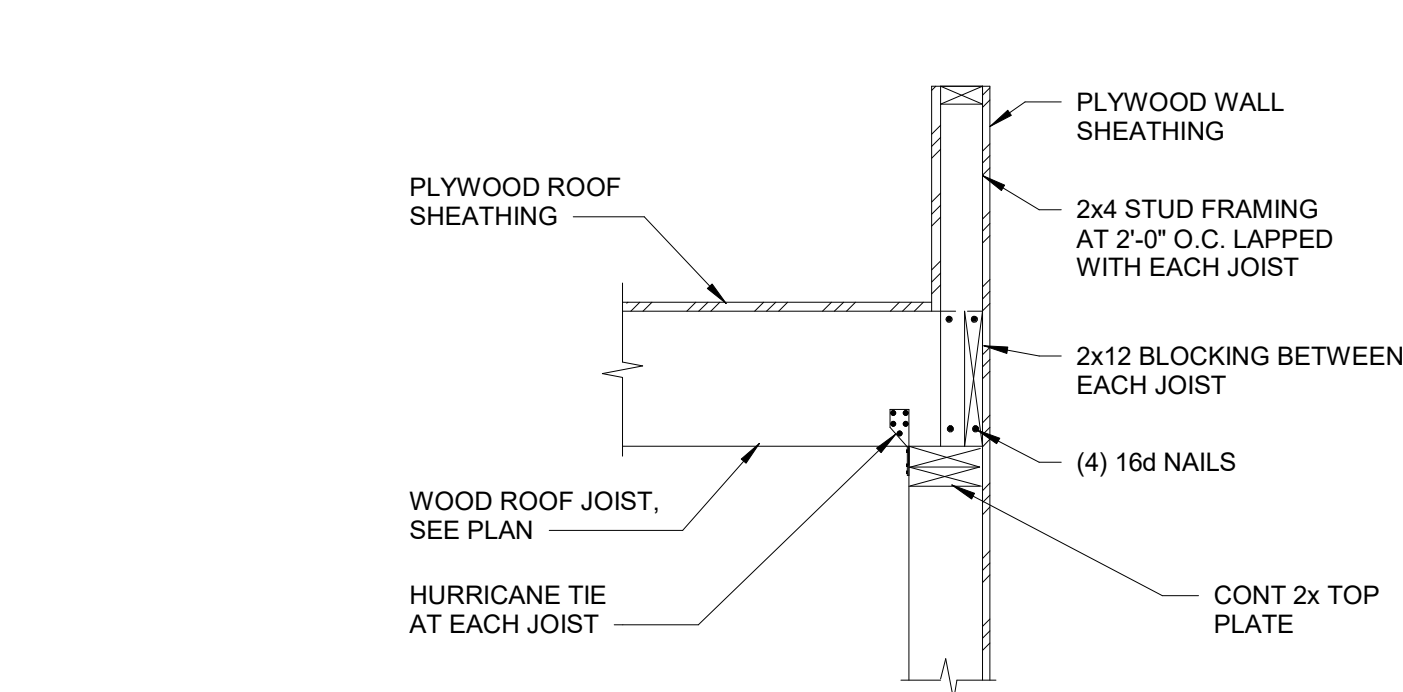 PLYWOOD WALL
SHEATHING
PLYWOOD ROOF
SHEATHING
2x4 STUD FRAMING
AT 2'-0" O.C. LAPPED
WITH EACH JOIST
2x12 BLOCKING BETWEEN
EACH JOIST
(4) 16d NAILS
WOOD ROOF JOIST,
SEE PLAN
HURRICANE TIE
AT EACH JOIST
CONT 2x TOP
PLATE